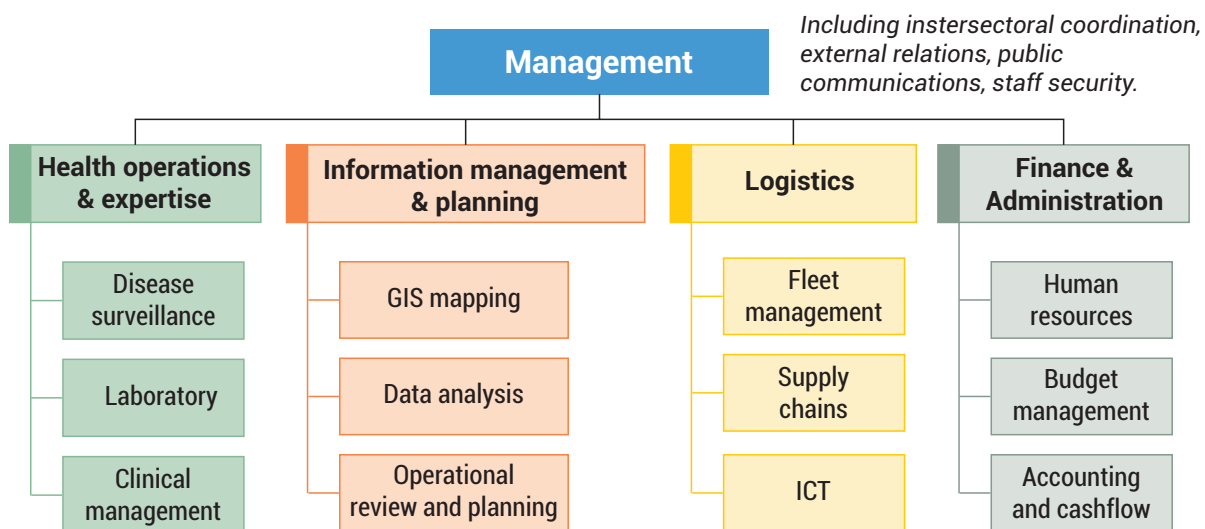 Management
Including instersectoral coordination,
external relations, public
communications, staff security.
Health operations
& expertise
Information management
& planning
Logistics
Finance &
Administration
Disease
surveillance
GIS mapping
Fleet
management
Human
resources
Laboratory
Data analysis
Supply
chains
Budget
management
Clinical
management
Operational
review and planning
ICT
Accounting
and cashflow